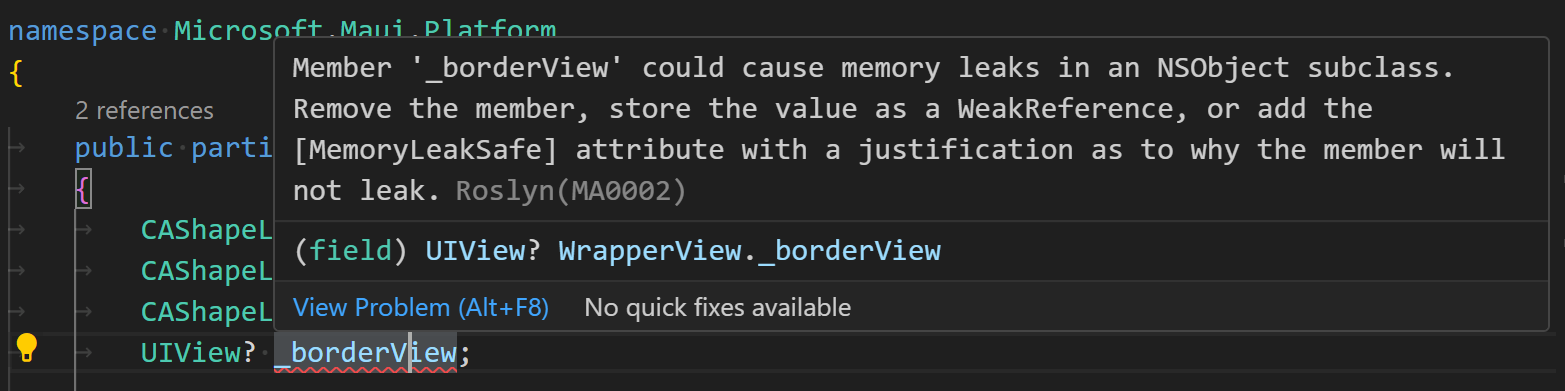 namespace Microsoft.Maui.Platform
{
Member '_borderView' could cause memory leaks in an NSObject subclass.
Remove the member, store the value as a WeakReference, or add the
[MemoryLeakSafe] attribute with a justification as to why the member will
not leak. Roslyn(MA0002)
(field) UIView? WrapperView._borderView
View Problem (Alt+F8) No quick fixes available
2 references
public parti
{
CAShapeL
CAShapeL
CAShapeL
UIView? _borderView;